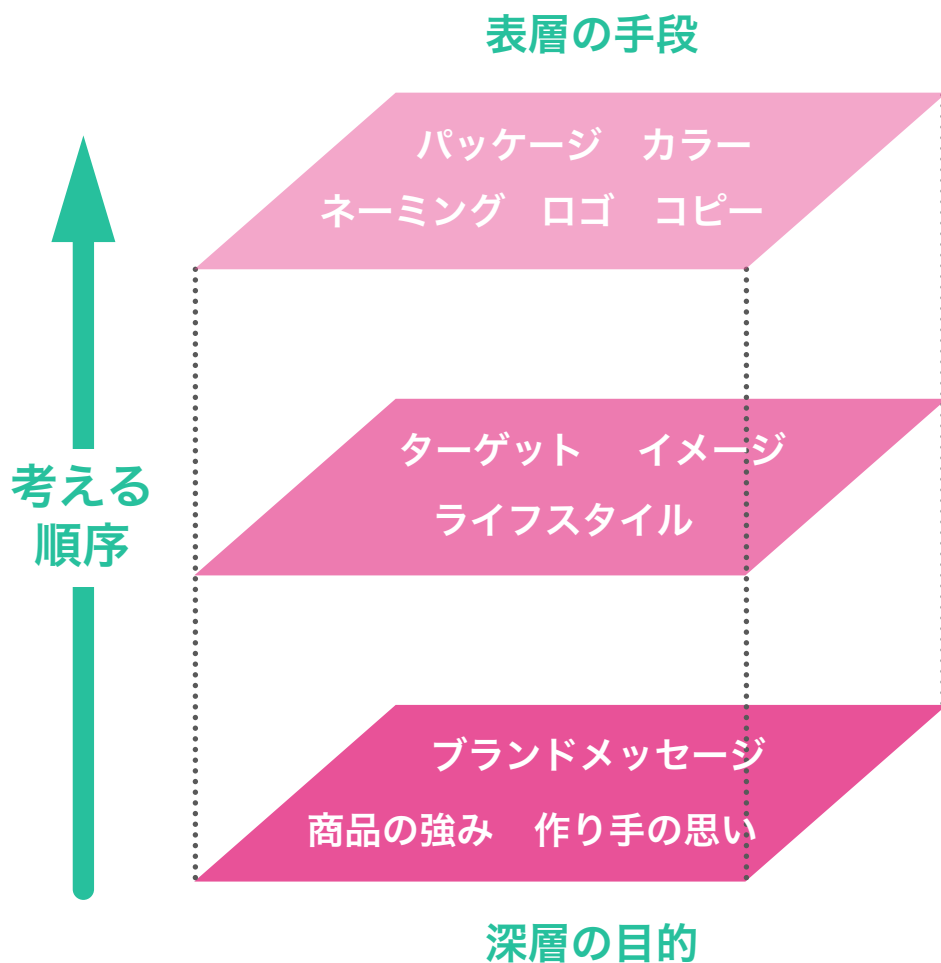 表層の手段
パッケージ　カラー
ネーミング　ロゴ　コピー
考える
順序
ターゲット　イメージ
ライフスタイル
ブランドメッセージ
商品の強み　作り手の思い
深層の目的